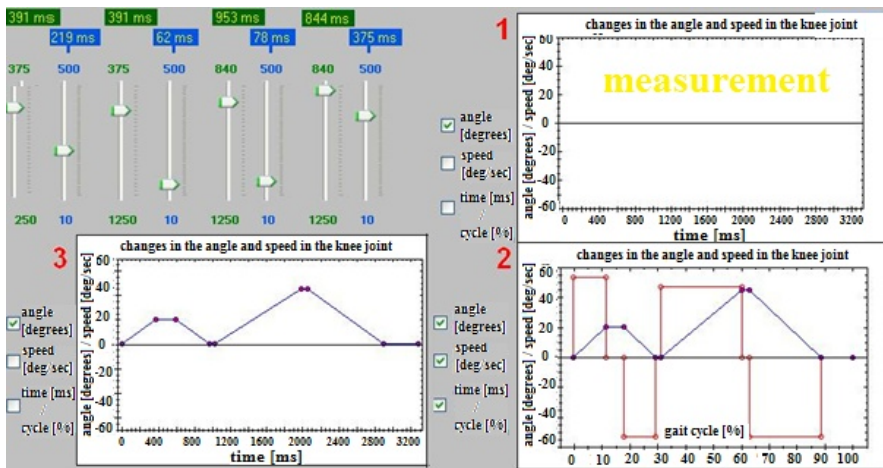 391 ms 391 ms 953 ms 844 ms
219 ms 62 ms 78 ms 375 ms
375 500 375 500 840 500 840 500
250 10 1250 10 1250 10 1250 10
1
changes in the angle and speed in the knee joint
measurement
angle [degrees] / speed [deg/sec]
60
40
20
0
-20
-40
-60
0 400 800 1200 1600 2000 2400 2800 3200
time [ms]
angle
[degrees]
speed
[deg/sec]
time [ms]
/
cycle [%]
3
changes in the angle and speed in the knee joint
angle [degrees] / speed [deg/sec]
60
40
20
0
-20
-40
-60
0 400 800 1200 1600 2000 2400 2800 3200
time [ms]
angle
[degrees]
speed
[deg/sec]
time [ms]
/
cycle [%]
2
changes in the angle and speed in the knee joint
angle [degrees] / speed [deg/sec]
40
20
0
-20
-40
-60
gait cycle [%]
0 10 20 30 40 50 60 70 80 90 100
angle
[degrees]
speed
[deg/sec]
time [ms]
/
cycle [%]